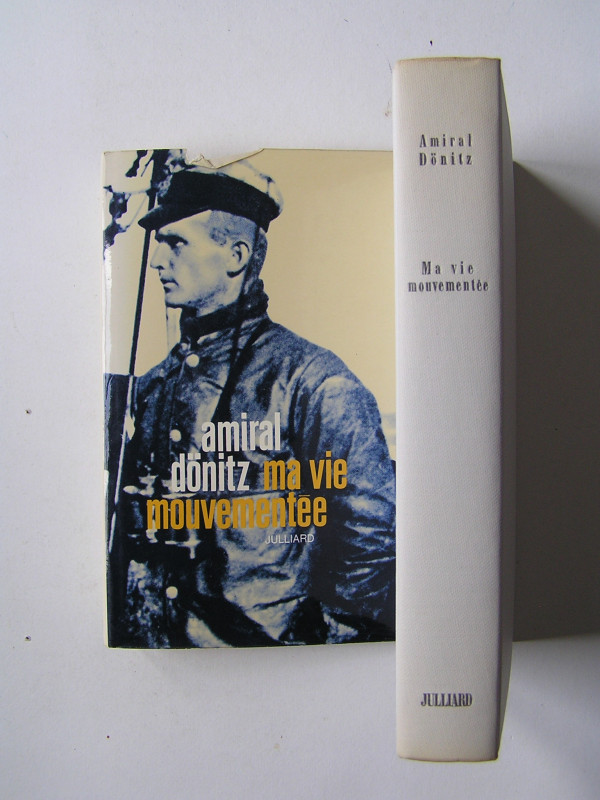 amiral
dönitz ma vie
mouvementée
JULLIARD
Amiral
Dönitz
Ma vie
mouvementée
JULLIARD